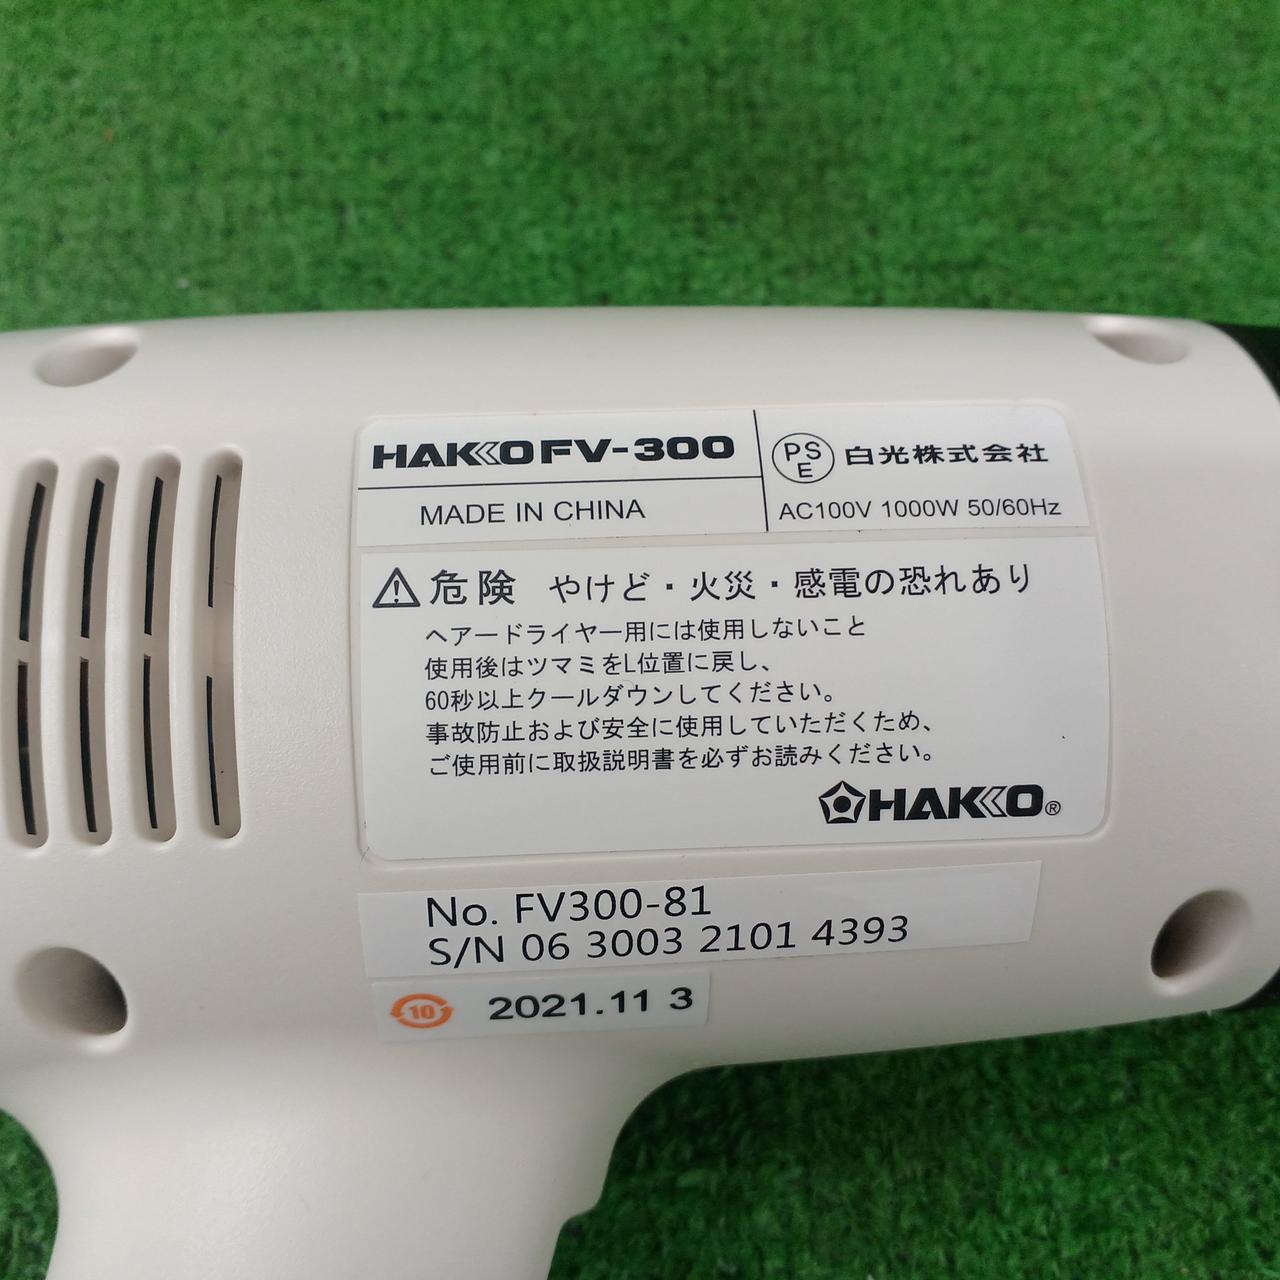 HAKKO FV-300
MADE IN CHINA
PSE 白光株式会社
AC100V 1000W 50/60Hz
危険 やけど・火災・感電の恐れあり
ヘアードライヤー用には使用しないこと
使用後はツマミをL位置に戻し、
60秒以上クールダウンしてください。
事故防止および安全に使用していただくため、
ご使用前に取扱説明書を必ずお読みください。
HAKKO®
No. FV300-81
S/N 06 3003 2101 4393
10 2021.11 3